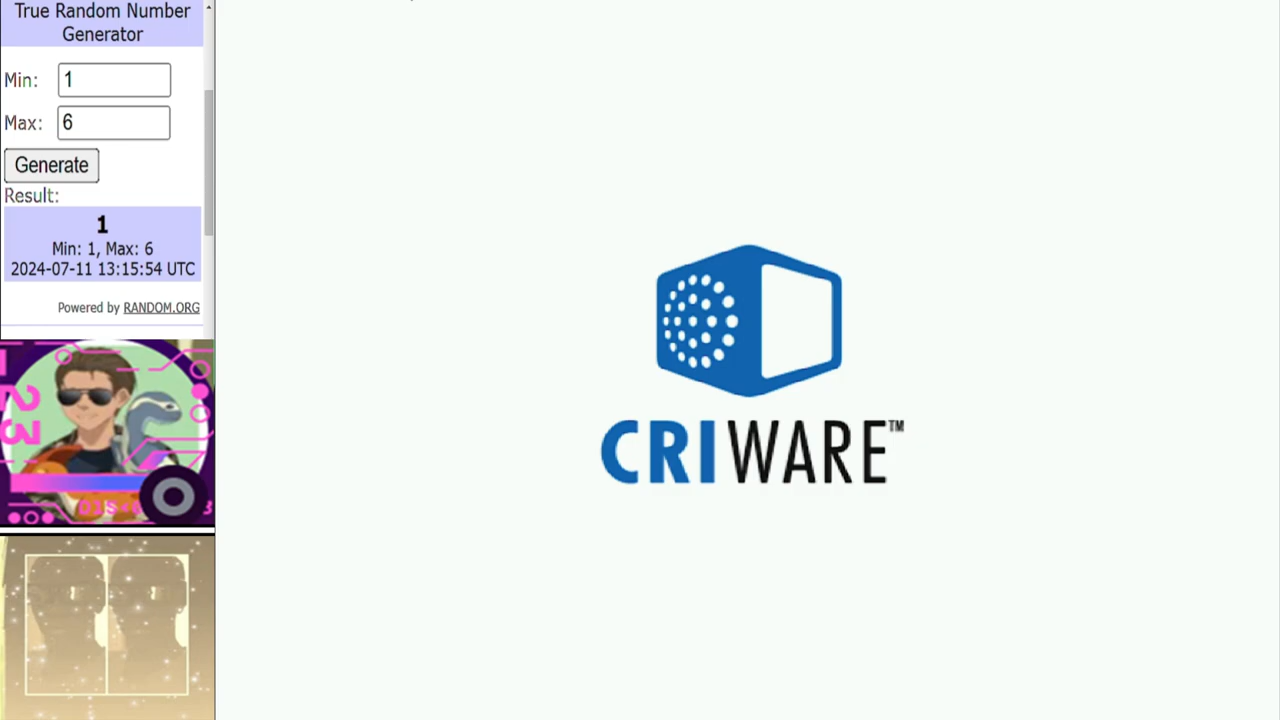 True Random Number
Generator
Min: 1
Max: 6
Generate
Result:
1
Min: 1, Max: 6
2024-07-11 13:15:54 UTC
Powered by RANDOM.ORG
23
CRIWARE™